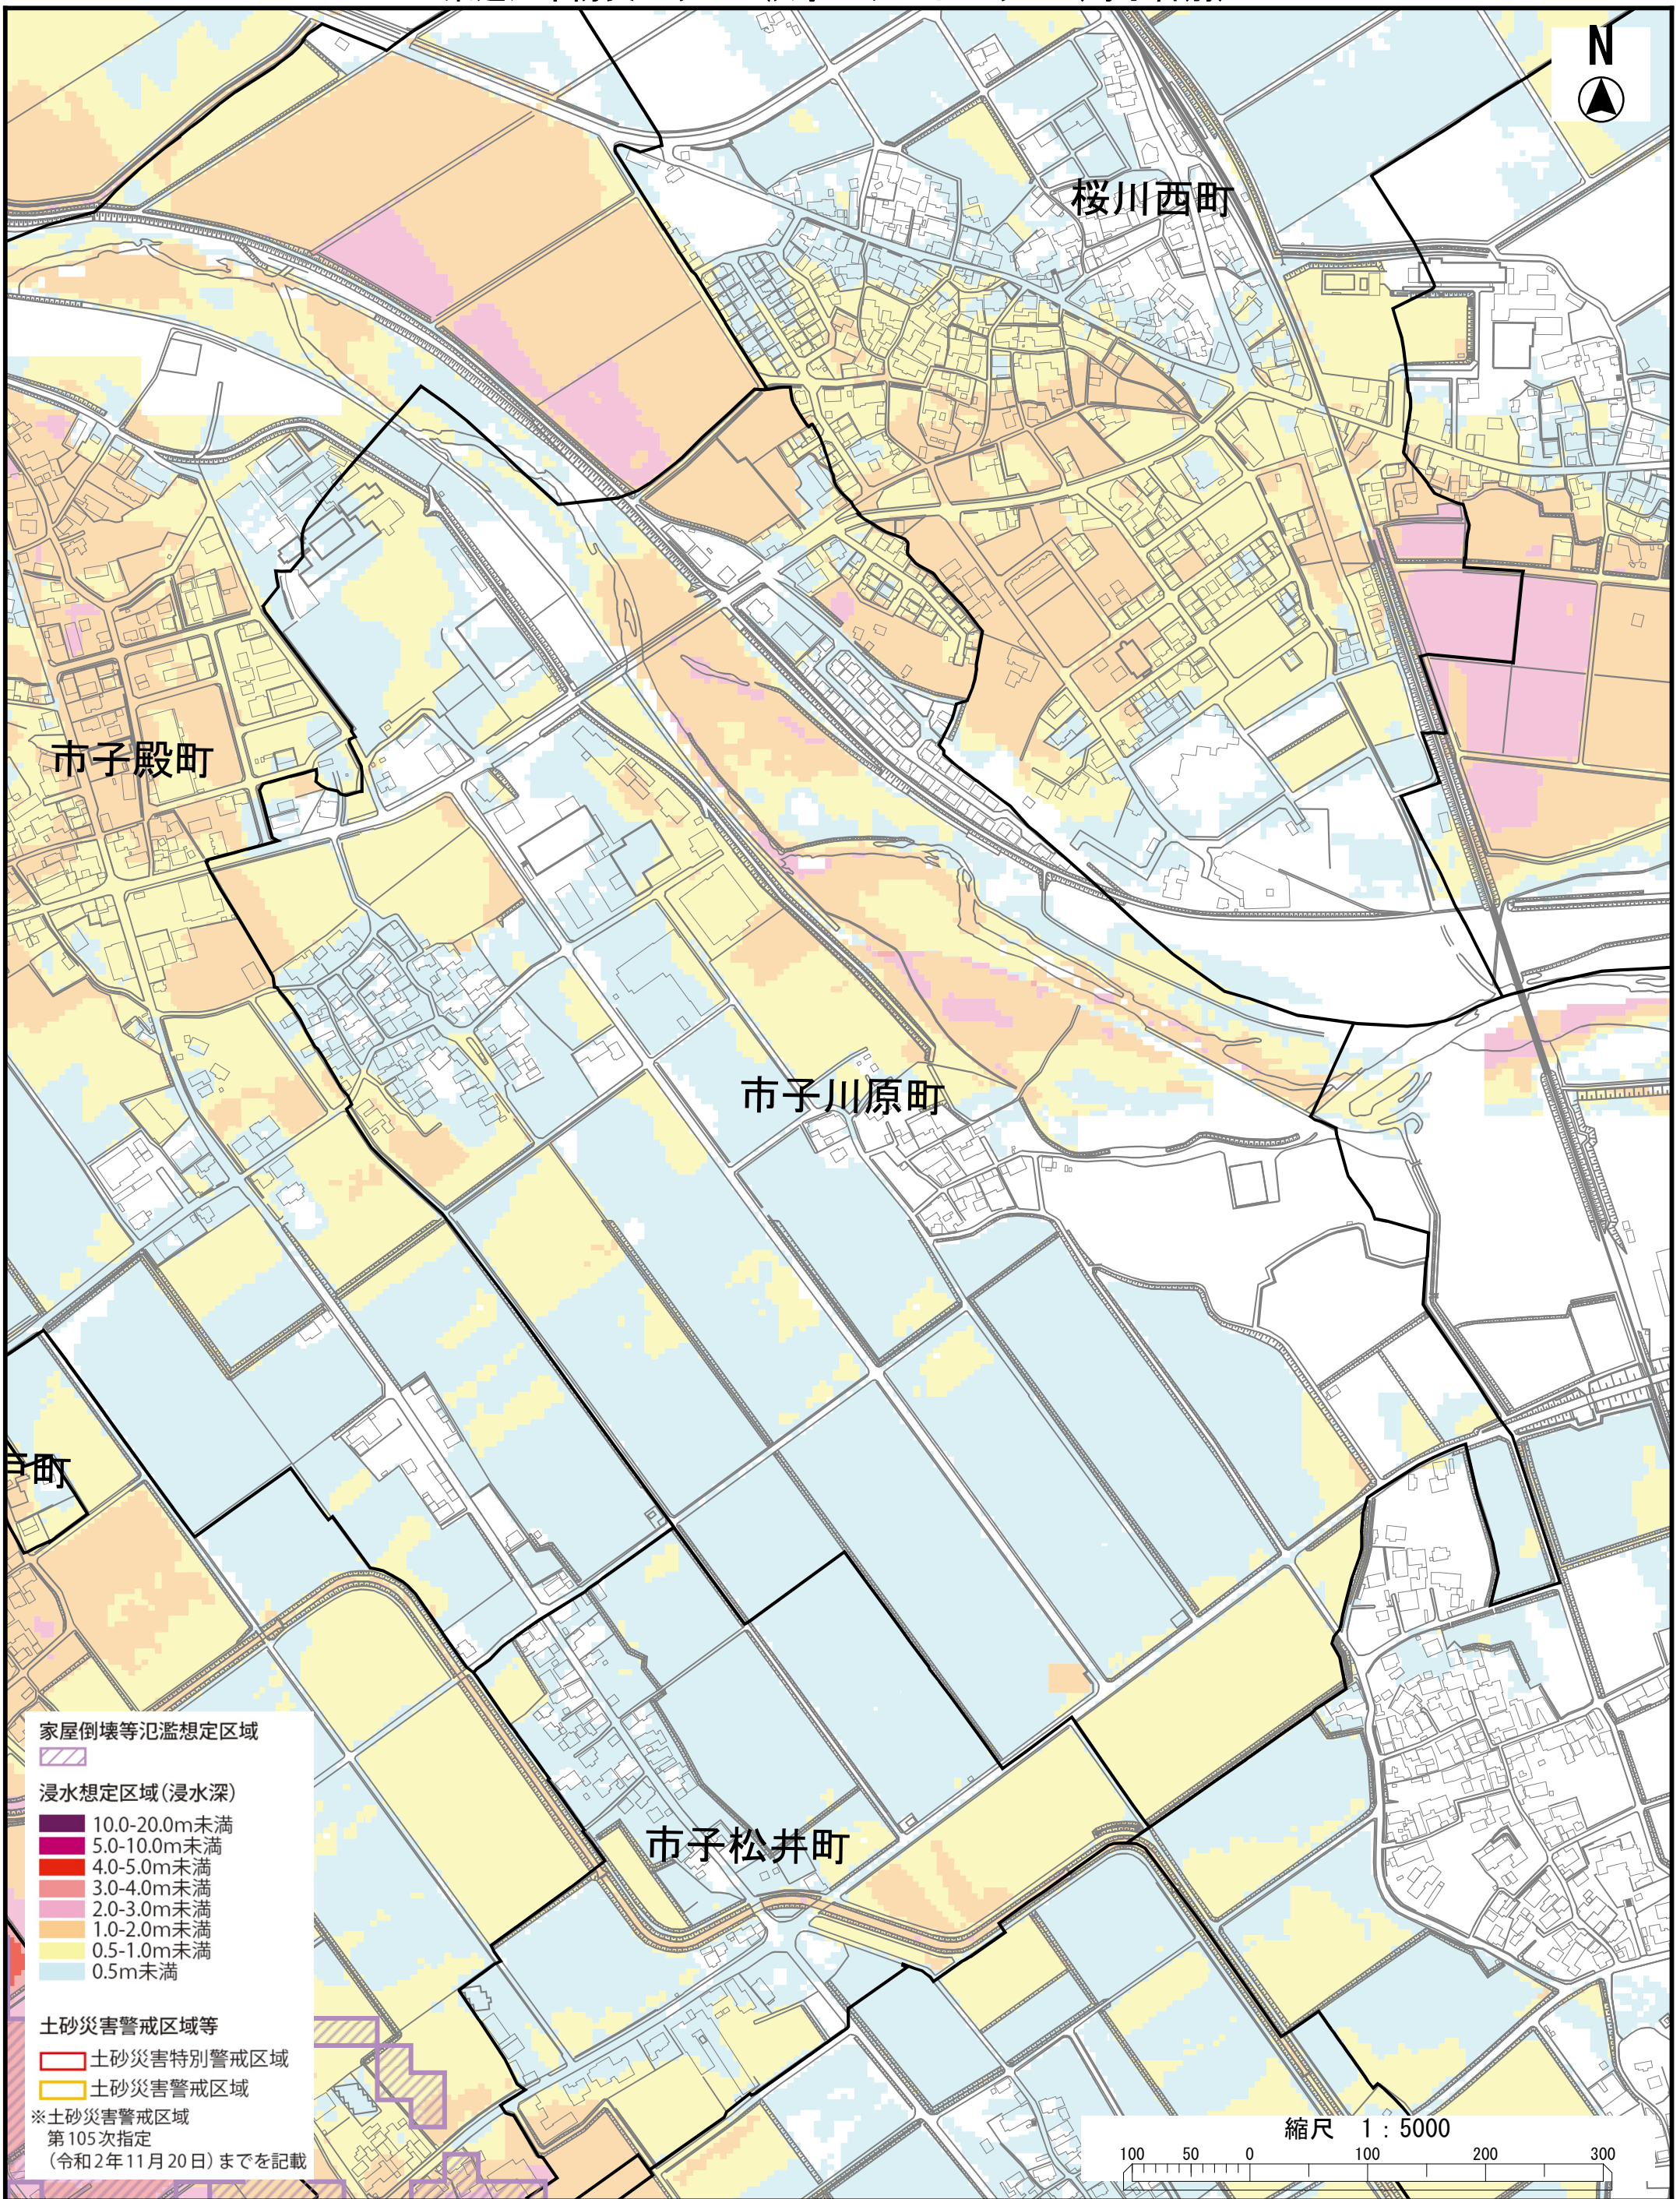 N
桜川西町
市子殿町
市子川原町
戸町
市子松井町
家屋倒壊等氾濫想定区域
浸水想定区域(浸水深)
10.0-20.0m未満
5.0-10.0m未満
4.0-5.0m未満
3.0-4.0m未満
2.0-3.0m未満
1.0-2.0m未満
0.5-1.0m未満
0.5m未満
土砂災害警戒区域等
土砂災害特別警戒区域
土砂災害警戒区域
※土砂災害警戒区域
第105次指定
(令和2年11月20日)までを記載
縮尺 1:5000
100 50 0 100 200 300